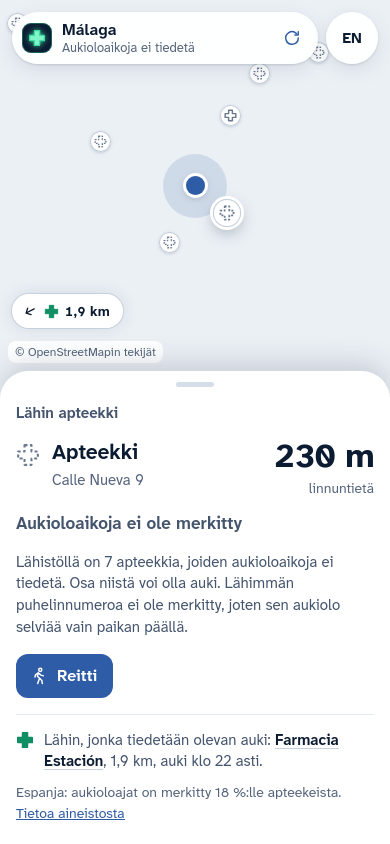 Málaga
Aukioloaikoja ei tiedetä
EN
1,9 km
© OpenStreetMapin tekijät
Lähin apteekki
Apteekki
230 m
Calle Nueva 9
linnuntietä
Aukioloaikoja ei ole merkitty
Lähistöllä on 7 apteekkia, joiden aukioloaikoja ei
tiedetä. Osa niistä voi olla auki. Lähimmän
puhelinnumeroa ei ole merkitty, joten sen aukiolo
selviää vain paikan päällä.
Reitti
Lähin, jonka tiedetään olevan auki: Farmacia
Estación, 1,9 km, auki klo 22 asti.
Espanja: aukioloajat on merkitty 18 %:lle apteekeista.
Tietoa aineistosta